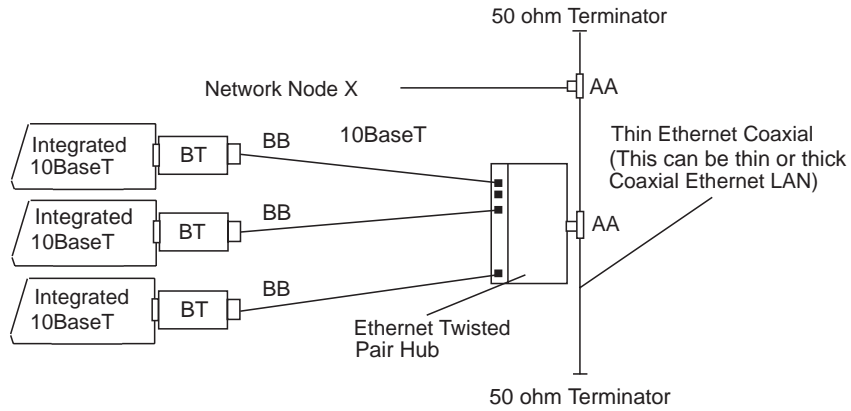 50 ohm Terminator
Network Node X
AA
10BaseT
Thin Ethernet Coaxial
(This can be thin or thick
Coaxial Ethernet LAN)
Integrated
10BaseT
BT
BB
Integrated
10BaseT
BT
BB
AA
Integrated
10BaseT
BT
BB
Ethernet Twisted
Pair Hub
50 ohm Terminator